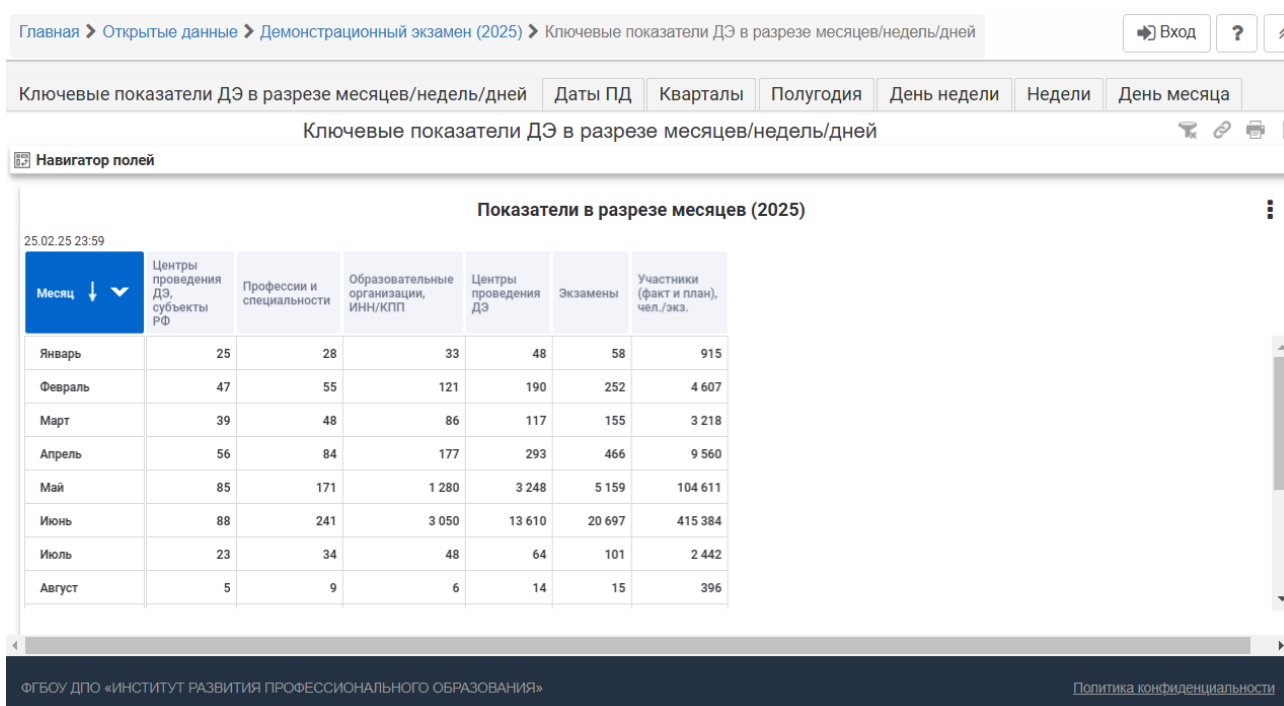 Главная > Открытые данные > Демонстрационный экзамен (2025) > Ключевые показатели ДЭ в разрезе месяцев/недель/дней
Вход ?
Ключевые показатели ДЭ в разрезе месяцев/недель/дней Даты ПД Кварталы Полугодия День недели Недели День месяца
Ключевые показатели ДЭ в разрезе месяцев/недель/дней
Навигатор полей
Показатели в разрезе месяцев (2025)
25.02.25 23:59
Месяц
Центры проведения ДЭ, субъекты РФ
Профессии и специальности
Образовательные организации, ИНН/КПП
Центры проведения ДЭ
Экзамены
Участники (факт и план), чел./экз.
Январь 25 28 33 48 58 915
Февраль 47 55 121 190 252 4 607
Март 39 48 86 117 155 3 218
Апрель 56 84 177 293 466 9 560
Май 85 171 1 280 3 248 5 159 104 611
Июнь 88 241 3 050 13 610 20 697 415 384
Июль 23 34 48 64 101 2 442
Август 5 9 6 14 15 396
ФГБОУ ДПО «ИНСТИТУТ РАЗВИТИЯ ПРОФЕССИОНАЛЬНОГО ОБРАЗОВАНИЯ» Политика конфиденциальности